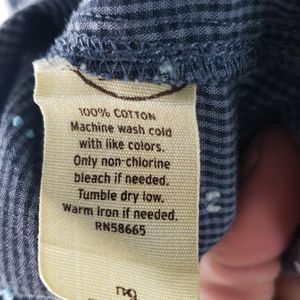 100% COTTON
Machine wash cold
with like colors.
Only non-chlorine
bleach if needed.
Tumble dry low.
Warm Iron if needed.
RN58665